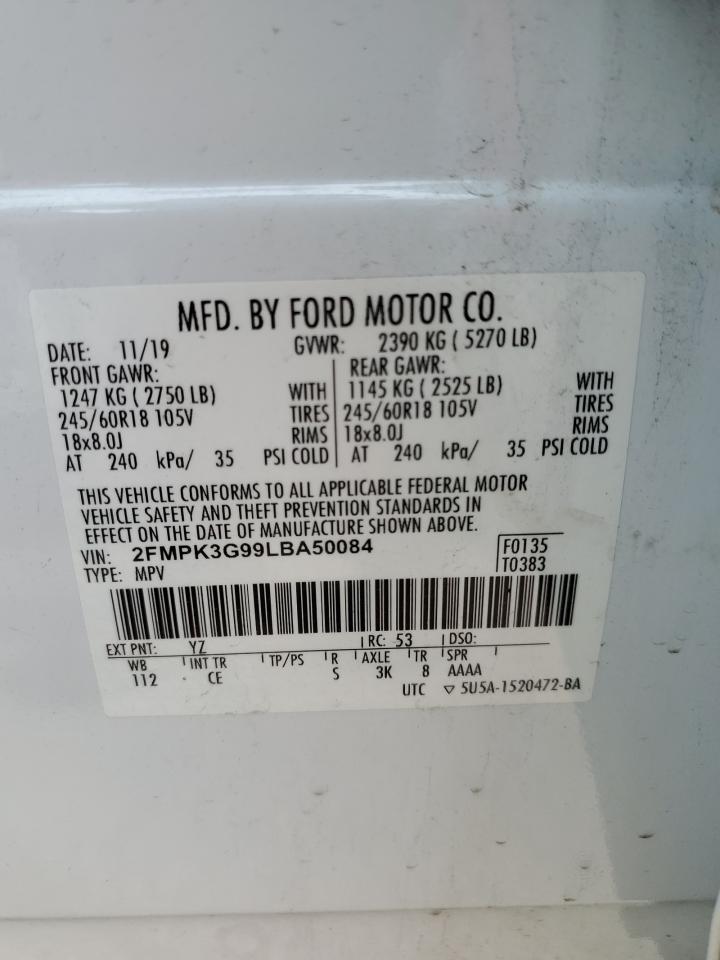 MFD. BY FORD MOTOR CO.
DATE: 11/19 GVWR: 2390 KG ( 5270 LB)
FRONT GAWR: REAR GAWR:
1247 KG ( 2750 LB) WITH 1145 KG ( 2525 LB) WITH
245/60R18 105V TIRES 245/60R18 105V TIRES
18x8.0J RIMS 18x8.0J RIMS
AT 240 kPa/ 35 PSI COLD AT 240 kPa/ 35 PSI COLD
THIS VEHICLE CONFORMS TO ALL APPLICABLE FEDERAL MOTOR
VEHICLE SAFETY AND THEFT PREVENTION STANDARDS IN
EFFECT ON THE DATE OF MANUFACTURE SHOWN ABOVE.
VIN: 2FMPK3G99LBA50084 F0135
TYPE: MPV T0383
EXT PNT: YZ RC: 53 DSO:
WB INT TR TP/PS R AXLE TR SPR
112 CE S 3K 8 AAAA
UTC ▽ 5U5A-1520472-BA